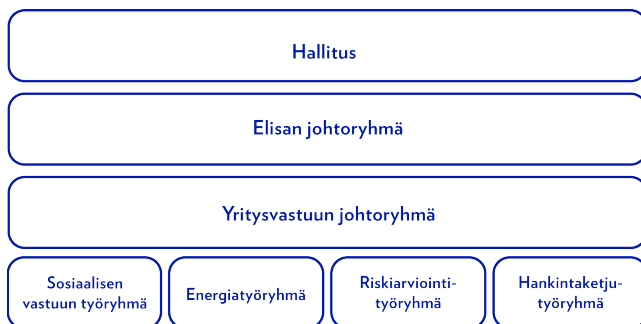 Hallitus
Elisan johtoryhmä
Yritysvastuun johtoryhmä
Sosiaalisen
vastuun työryhmä
Energiatyöryhmä
Riskiarviointi-
työryhmä
Hankintaketju-
työryhmä